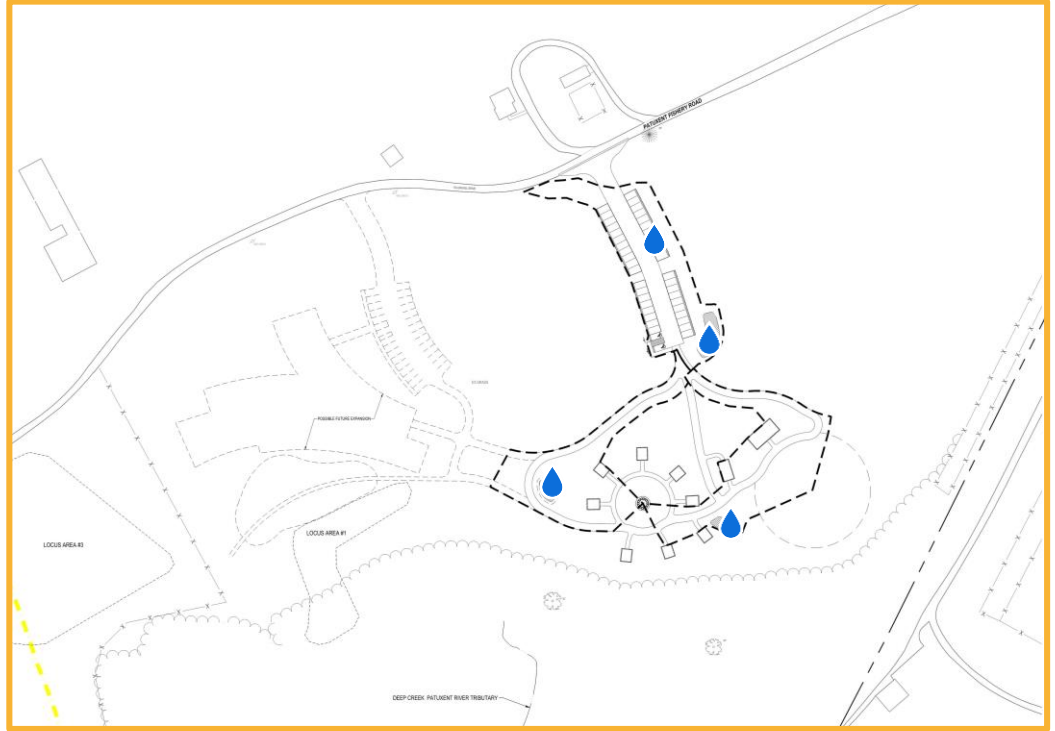 PATUXENT FISHERY ROAD
POSSIBLE FUTURE EXPANSION
LOCUS AREA #3
LOCUS AREA #1
DEEP CREEK PATUXENT RIVER TRIBUTARY